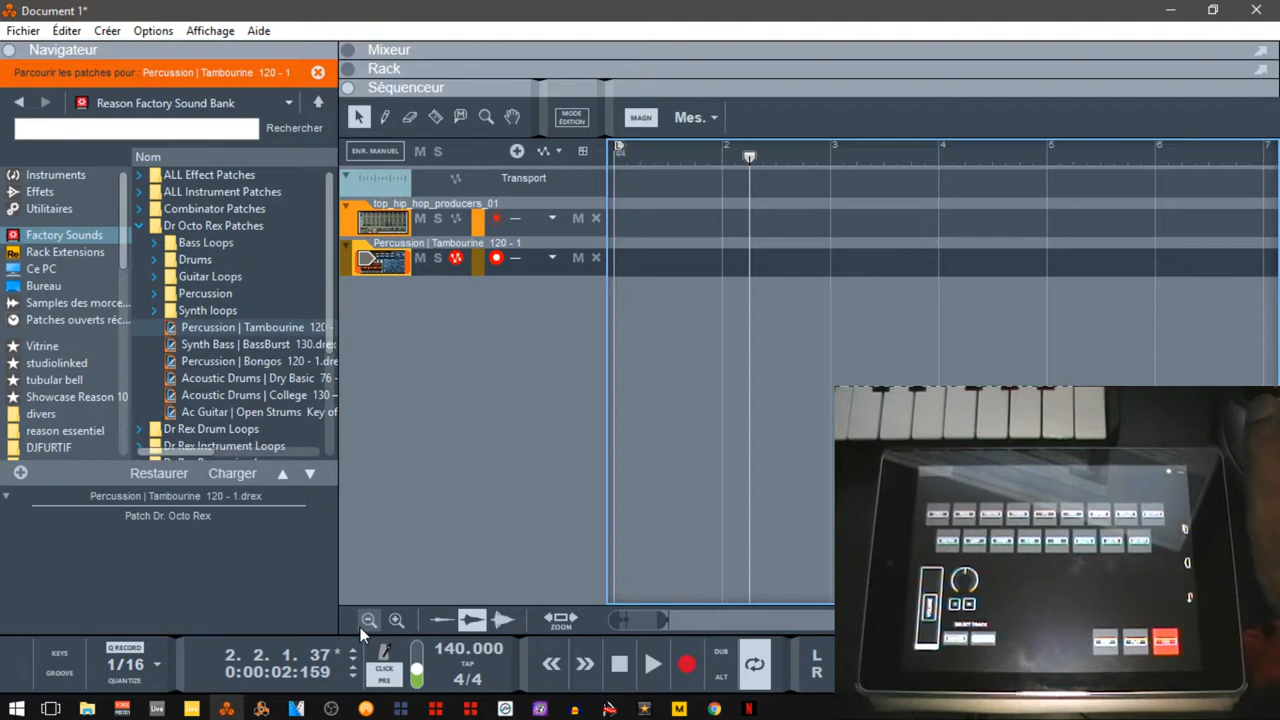 Document 1*
Fichier Éditer Créer Options Affichage Aide
Navigateur
Parcourir les patches pour : Percussion | Tambourine 120 - 1
Reason Factory Sound Bank
Rechercher
Instruments
Effets
Utilitaires
Factory Sounds
Rack Extensions
Ce PC
Bureau
Samples des morce...
Patches ouverts réc...
Vitrine
studiolinked
tubular bell
Showcase Reason 10
divers
reason essentiel
DJFURTIF
Nom
ALL Effect Patches
ALL Instrument Patches
Combinator Patches
Dr Octo Rex Patches
Bass Loops
Drums
Guitar Loops
Percussion
Synth loops
Percussion | Tambourine 120 -
Synth Bass | BassBurst 130.drex
Percussion | Bongos 120 - 1.dre
Acoustic Drums | Dry Basic 76 -
Acoustic Drums | College 130 -
Ac Guitar | Open Strums Key of
Dr Rex Drum Loops
Dr Rex Instrument Loops
Restaurer Charger
Percussion | Tambourine 120 - 1.drex
Patch Dr. Octo Rex
Mixeur
Rack
Séquenceur
MODE
ÉDITION
MAGN
Mes.
ENR. MANUEL
M S
2 3 4 5 6 7
Transport
top_hip_hop_producers_01
M S
M
Percussion | Tambourine 120 - 1
M S
M
ZOOM
KEYS
GROOVE
Q RECORD
1/16
QUANTIZE
2. 2. 1. 37 *
0:00:02:159
CLICK
PRE
140.000
TAP
4/4
DUB
ALT
L
R
SELECT TRACK